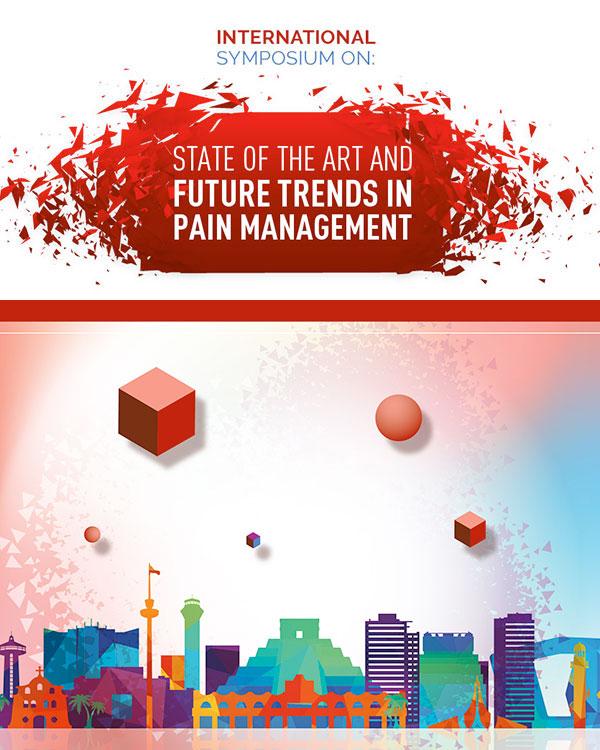 INTERNATIONAL
SYMPOSIUM ON:
STATE OF THE ART AND
FUTURE TRENDS IN
PAIN MANAGEMENT